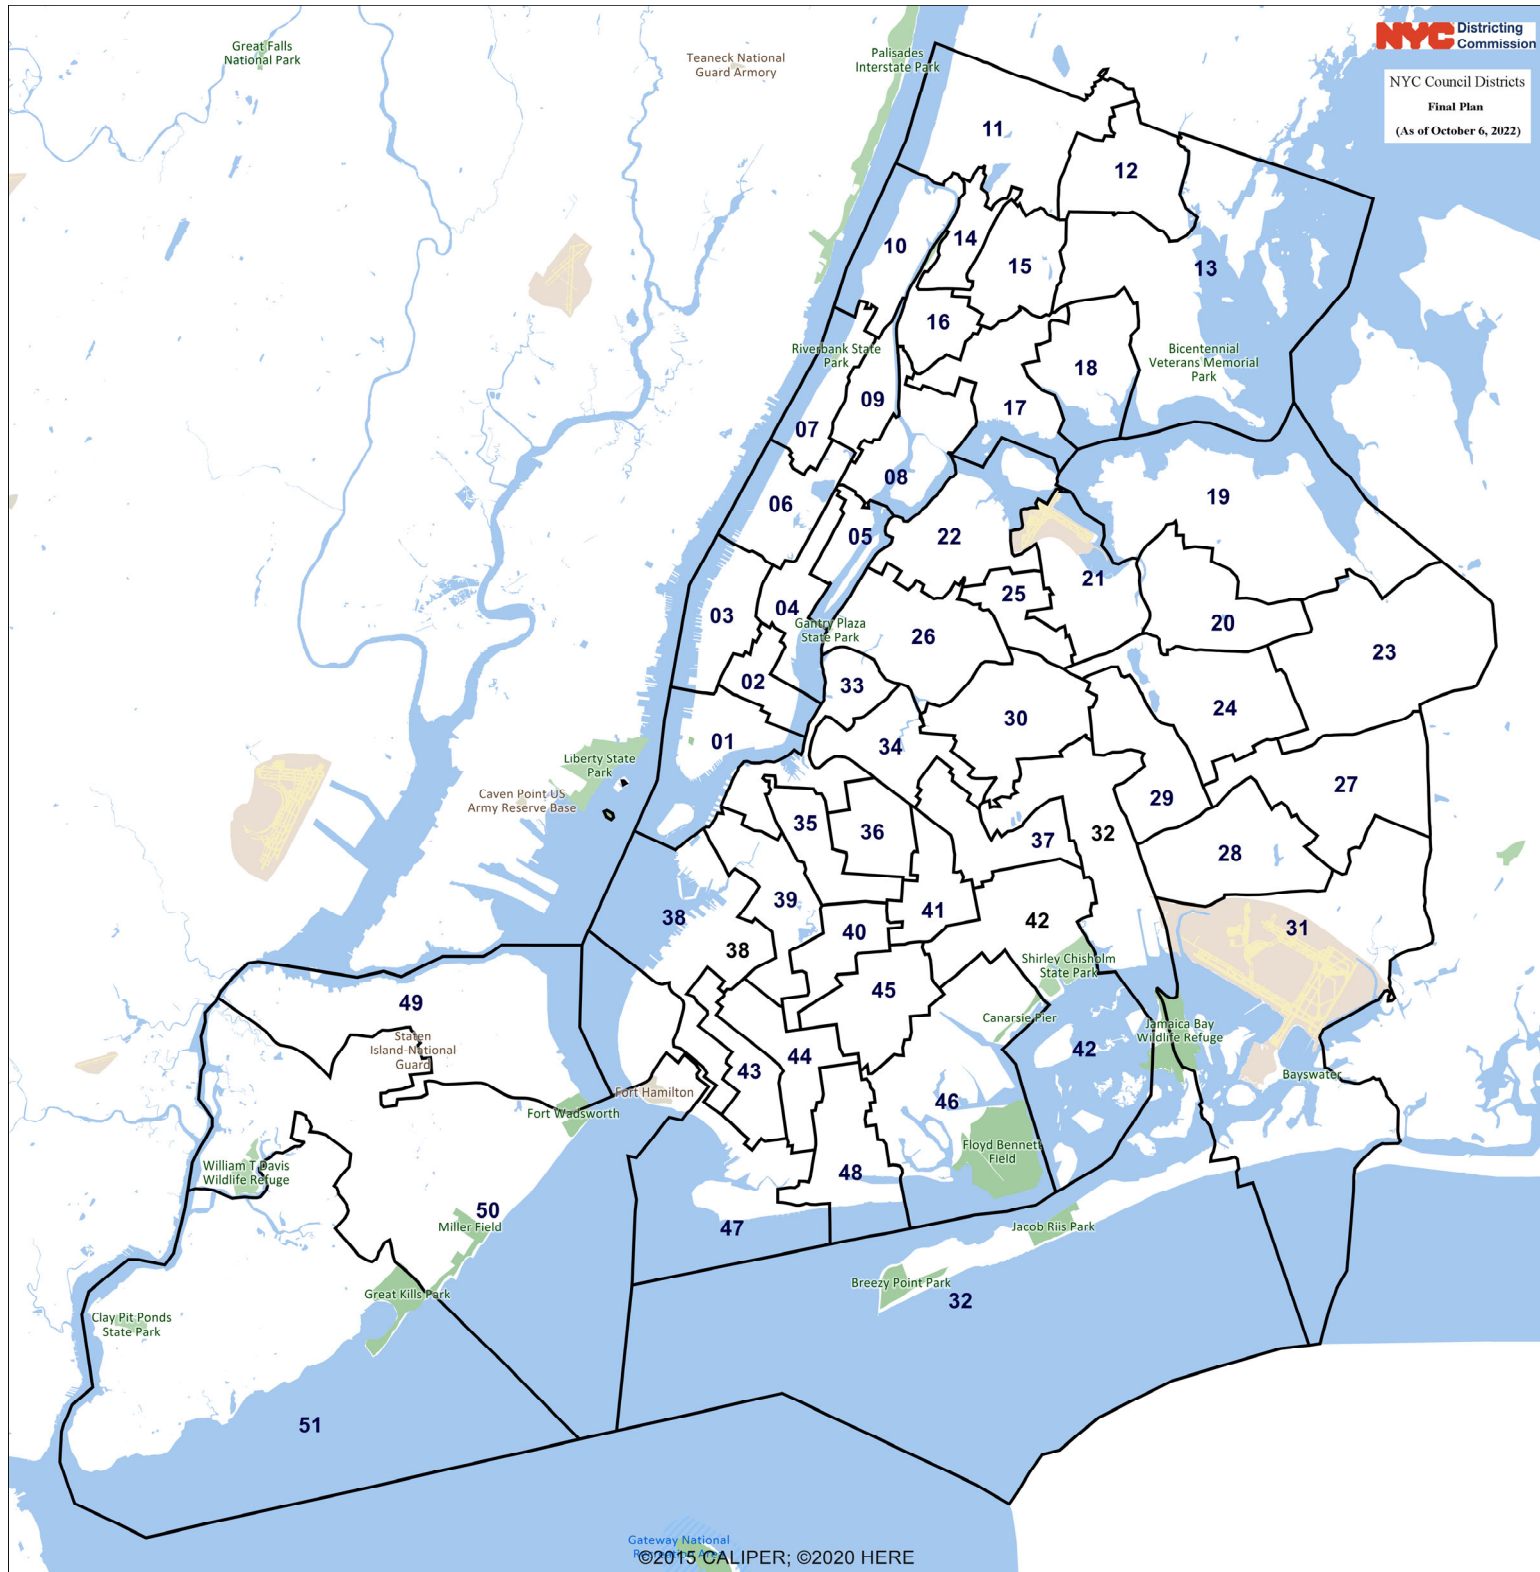 Great Falls
National Park
Teaneck National
Guard Armory
Palisades
Interstate Park
NYC Districting
Commission
NYC Council Districts
Final Plan
(As of October 6, 2022)
11
12
10
14
15
13
16
Riverbank State
Park
Bicentennial
Veterans Memorial
Park
18
09
17
07
08
06
19
05
22
21
25
03
04
Gantry Plaza
State Park
26
20
23
02
33
30
24
01
34
Liberty State
Park
Caven Point US
Army Reserve Base
29
27
35
36
37
32
28
39
38
41
40
42
38
31
Shirley Chisholm
State Park
45
49
Canarsie Pier
Jamaica Bay
Wildlife Refuge
Staten
Island National
Guard
44
43
42
Bayswater
Fort Hamilton
46
Fort Wadsworth
Floyd Bennett
Field
William T Davis
Wildlife Refuge
48
50
Miller Field
47
Jacob Riis Park
Breezy Point Park
32
Great Kills Park
Clay Pit Ponds
State Park
51
Gateway National
Recreation Area
©2015 CALIPER; ©2020 HERE